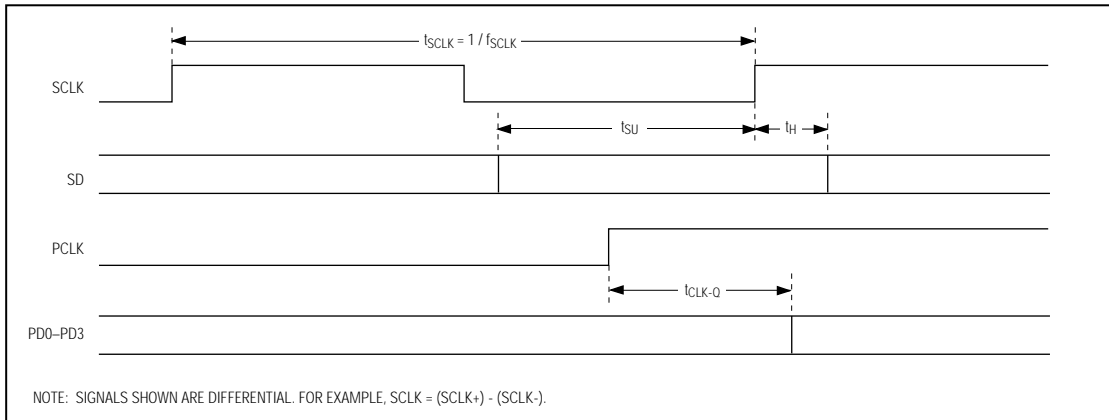 tSCLK = 1 / fSCLK
SCLK
tSU
tH
SD
PCLK
tCLK-Q
PD0–PD3
NOTE: SIGNALS SHOWN ARE DIFFERENTIAL. FOR EXAMPLE, SCLK = (SCLK+) - (SCLK-).